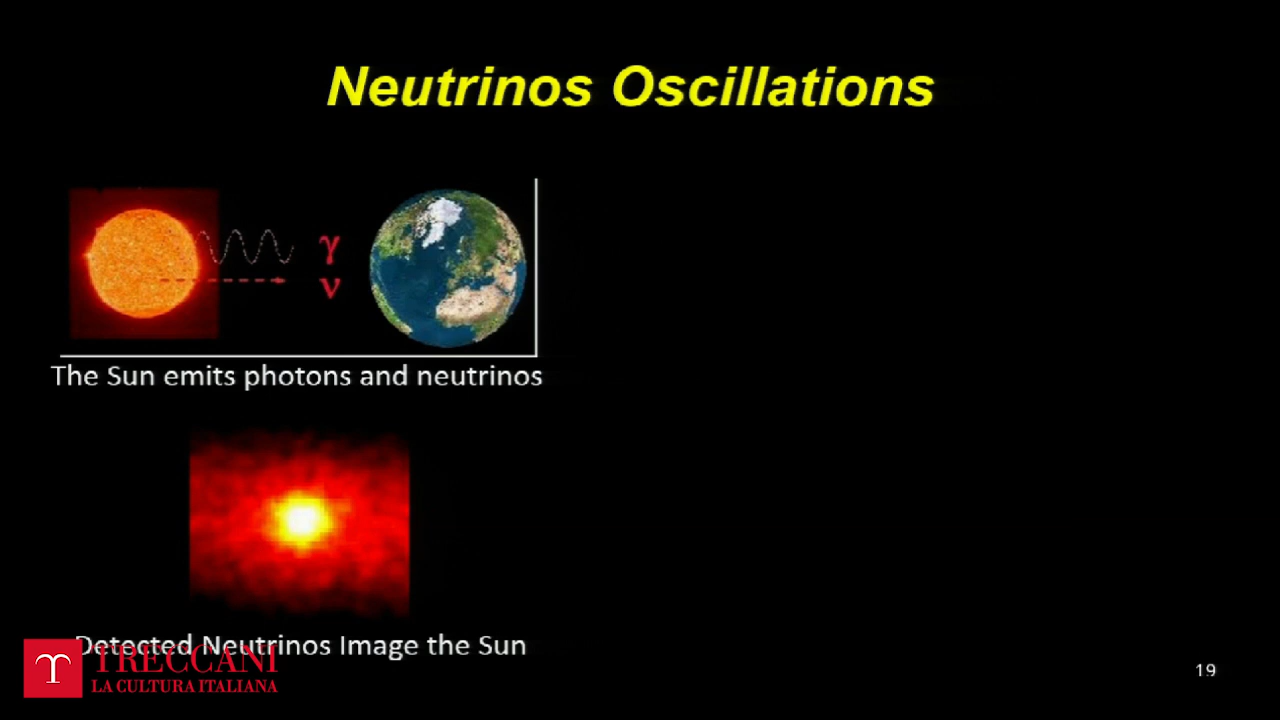 Neutrinos Oscillations
γ
ν
The Sun emits photons and neutrinos
Detected Neutrinos Image the Sun
TRECCANI
LA CULTURA ITALIANA
19